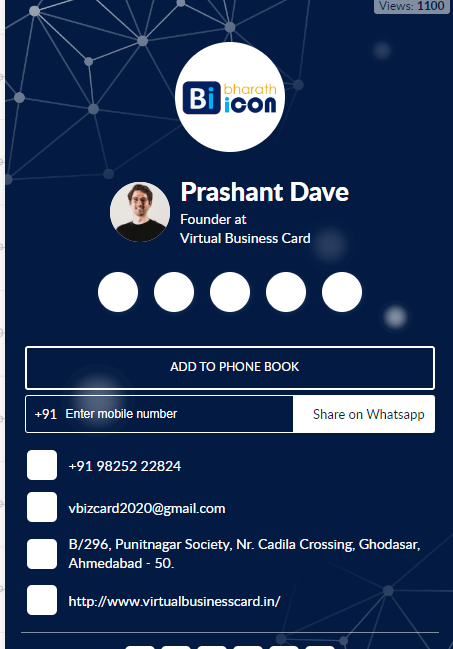 Views: 1100
Bi
bharath
icon
Prashant Dave
Founder at
Virtual Business Card
ADD TO PHONE BOOK
+91 Enter mobile number Share on Whatsapp
+91 98252 22824
vbizcard2020@gmail.com
B/296, Punitnagar Society, Nr. Cadila Crossing, Ghodasar,
Ahmedabad - 50.
http://www.virtualbusinesscard.in/